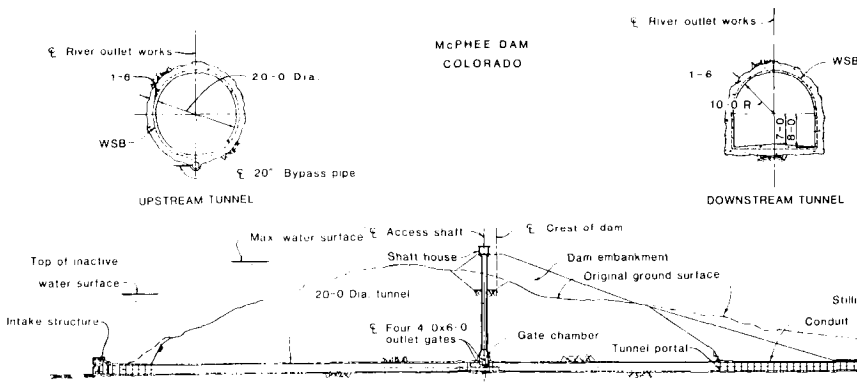 ℄ River outlet works
1-6
20-0 Dia.
WSB
℄ 20" Bypass pipe
UPSTREAM TUNNEL
McPHEE DAM
COLORADO
℄ River outlet works
WSB
1-6
10-0 R
7-0
8-0
DOWNSTREAM TUNNEL
Max water surface
℄ Access shaft
℄ Crest of dam
Top of inactive
water surface
Shaft house
Dam embankment
Original ground surface
20-0 Dia. tunnel
Intake structure
℄ Four 4.0x6-0
outlet gates
Gate chamber
Tunnel portal
Stilli
Conduit